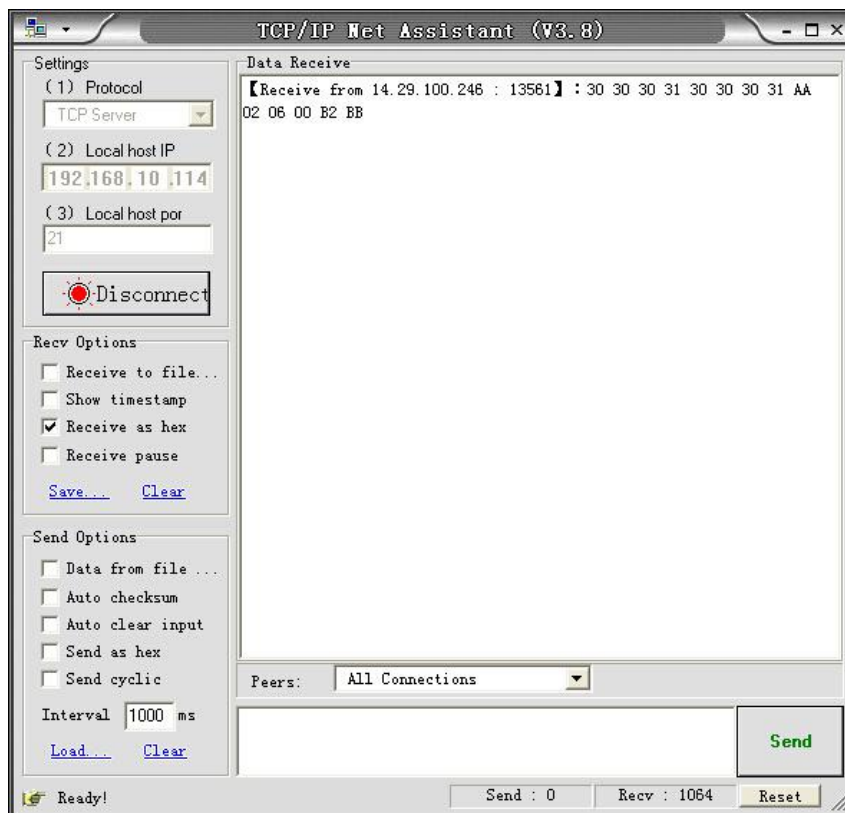 TCP/IP Net Assistant (V3.8)
Settings
(1) Protocol
TCP Server
(2) Local host IP
192.168.10.114
(3) Local host por
21
Disconnect
Recv Options
Receive to file...
Show timestamp
Receive as hex
Receive pause
Save... Clear
Send Options
Data from file ...
Auto checksum
Auto clear input
Send as hex
Send cyclic
Interval 1000 ms
Load... Clear
Data Receive
【Receive from 14.29.100.246 : 13561】:30 30 30 31 30 30 30 31 AA
02 06 00 B2 BB
Peers: All Connections
Send
Ready! Send : 0 Recv : 1064 Reset